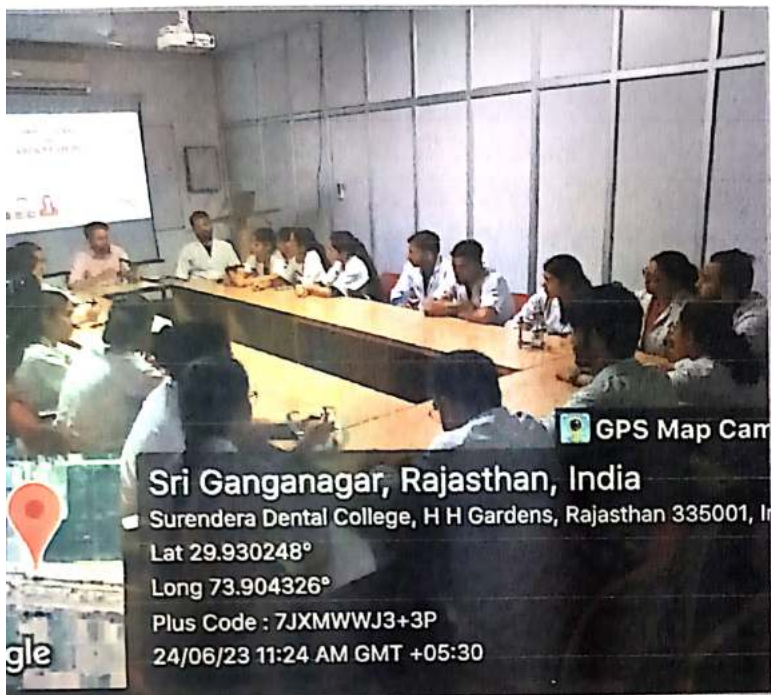 GPS Map Cam
Sri Ganganagar, Rajasthan, India
Surendera Dental College, H H Gardens, Rajasthan 335001, I
Lat 29.930248°
Long 73.904326°
Plus Code : 7JXMWWJ3+3P
24/06/23 11:24 AM GMT +05:30
gle